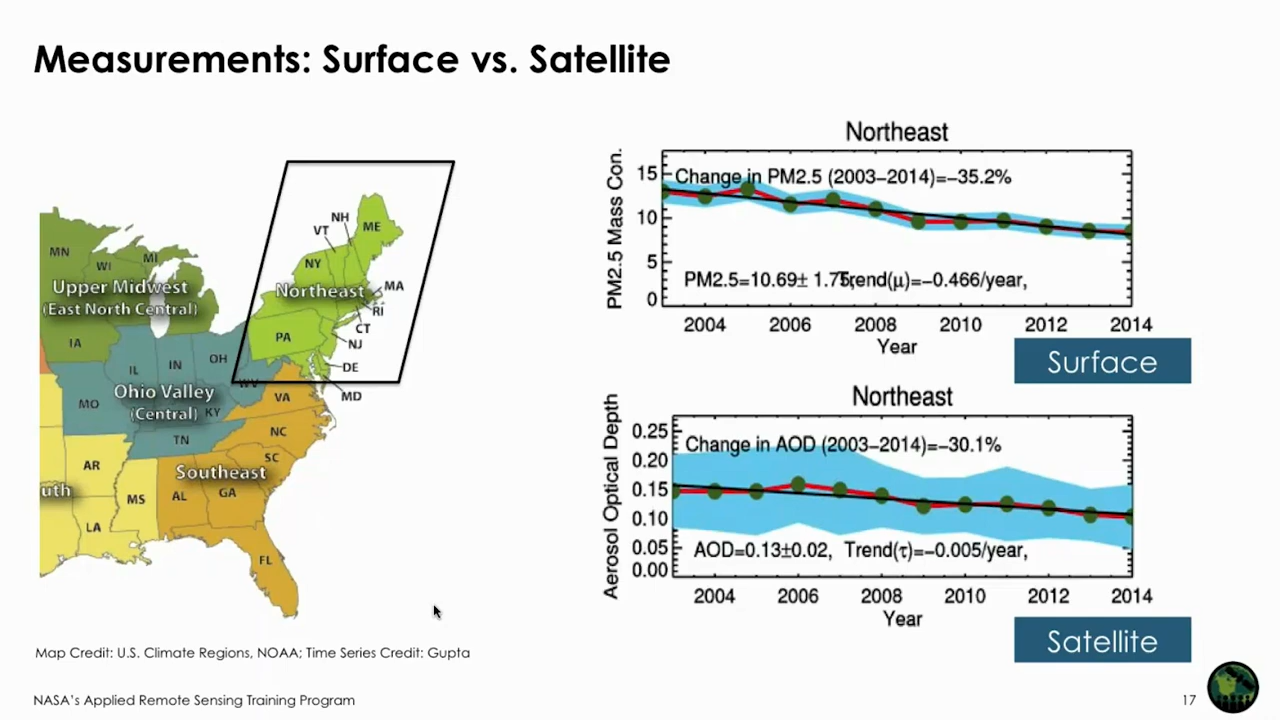 Measurements: Surface vs. Satellite
MN
WI
MI
Upper Midwest
(East North Central)
IA
IL
IN
OH
WV
Ohio Valley
(Central)
MO
KY
TN
NH
VT
ME
NY
Northeast
MA
RI
CT
PA
NJ
DE
MD
VA
NC
SC
Southeast
AR
MS
AL
GA
LA
FL
uth
Northeast
PM2.5 Mass Con.
15
10
5
0
Change in PM2.5 (2003–2014)=–35.2%
PM2.5=10.69± 1.75, Trend(μ)=–0.466/year,
2004 2006 2008 2010 2012 2014
Year
Surface
Northeast
Aerosol Optical Depth
0.25
0.20
0.15
0.10
0.05
0.00
Change in AOD (2003–2014)=–30.1%
AOD=0.13±0.02, Trend(τ)=–0.005/year,
2004 2006 2008 2010 2012 2014
Year
Satellite
Map Credit: U.S. Climate Regions, NOAA; Time Series Credit: Gupta
NASA's Applied Remote Sensing Training Program
17